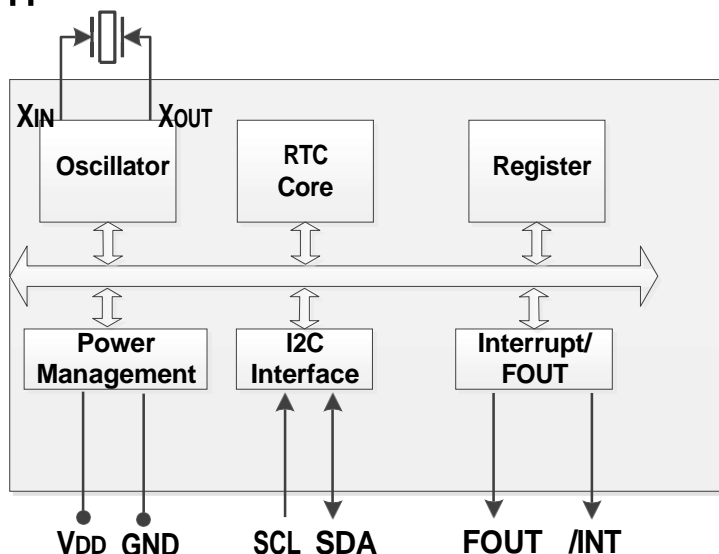 XIN XOUT
Oscillator
RTC
Core
Register
Power
Management
I2C
Interface
Interrupt/
FOUT
VDD GND SCL SDA FOUT /INT